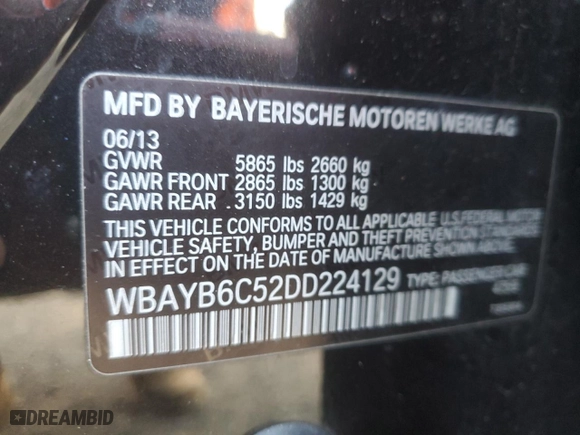 MFD BY BAYERISCHE MOTOREN WERKE AG
06/13
GVWR 5865 lbs 2660 kg
GAWR FRONT 2865 lbs 1300 kg
GAWR REAR 3150 lbs 1429 kg
THIS VEHICLE CONFORMS TO ALL APPLICABLE U.S. FEDERAL MOTOR
VEHICLE SAFETY, BUMPER AND THEFT PREVENTION STANDARDS
IN EFFECT ON THE DATE OF MANUFACTURE SHOWN ABOVE.
WBAYB6C52DD224129 TYPE: PASSENGER CAR
DREAMBID